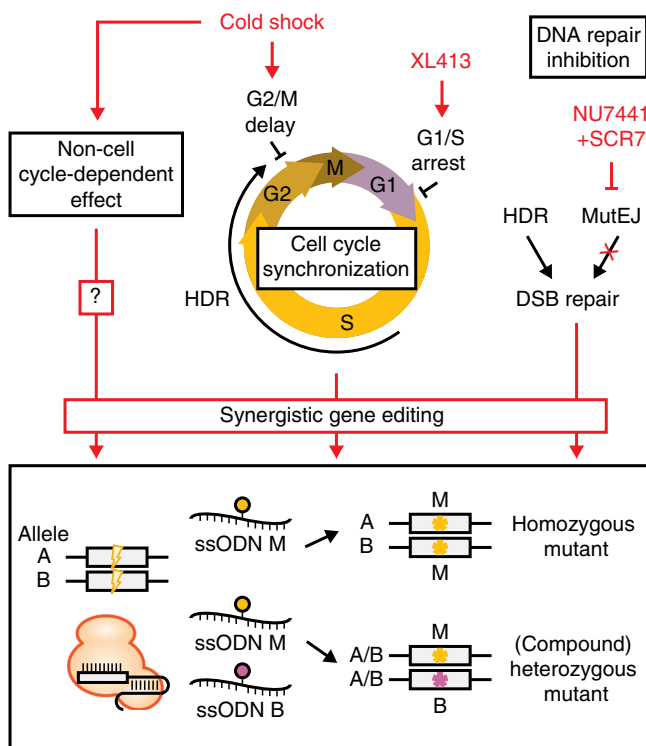 Cold shock
XL413
DNA repair
inhibition
G2/M
delay
G1/S
arrest
NU7441
+SCR7
Non-cell
cycle-dependent
effect
M
G2
G1
Cell cycle
synchronization
HDR
S
HDR
MutEJ
DSB repair
?
Synergistic gene editing
Allele
A
B
ssODN M
M
A
B
M
Homozygous
mutant
ssODN M
ssODN B
M
A/B
A/B
B
(Compound)
heterozygous
mutant